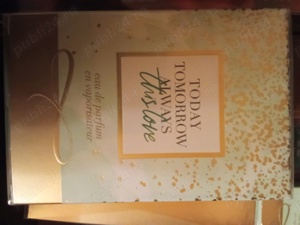 TODAY
TOMORROW
ALWAYS
this love
eau de parfum
en vaporisateur